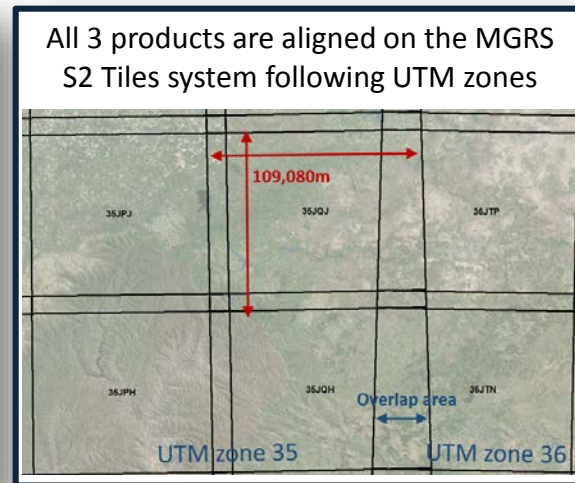 All 3 products are aligned on the MGRS
S2 Tiles system following UTM zones
109,080m
35JPJ
35JQJ
36JTP
35JPH
35JQH
36JTN
Overlap area
UTM zone 35
UTM zone 36